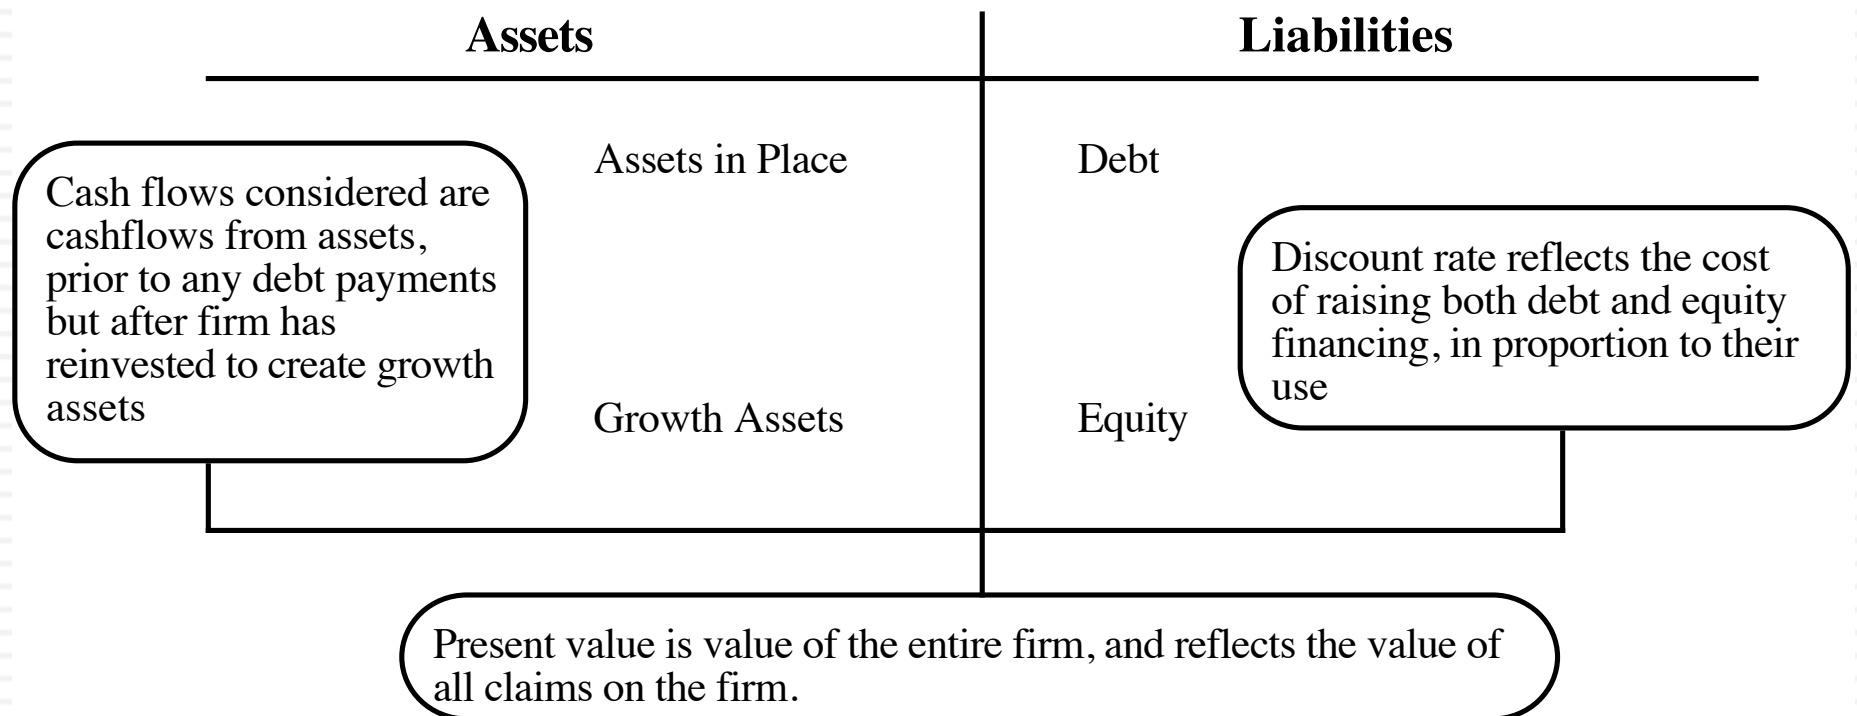 Assets
Liabilities
Assets in Place
Debt
Cash flows considered are
cashflows from assets,
prior to any debt payments
but after firm has
reinvested to create growth
assets
Discount rate reflects the cost
of raising both debt and equity
financing, in proportion to their
use
Growth Assets
Equity
Present value is value of the entire firm, and reflects the value of
all claims on the firm.